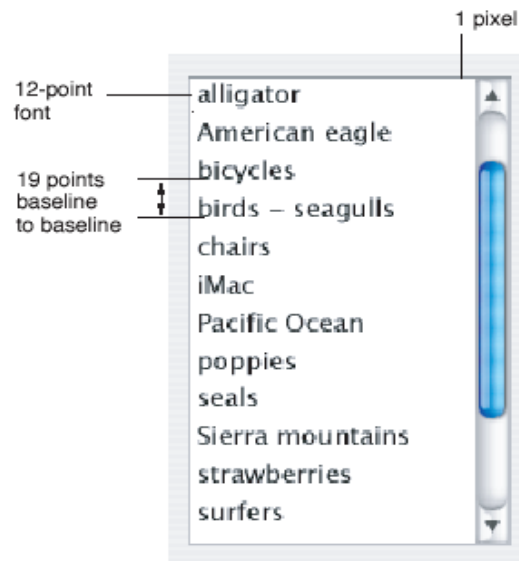 1 pixel
12-point
font
19 points
baseline
to baseline
alligator
American eagle
bicycles
birds – seagulls
chairs
iMac
Pacific Ocean
poppies
seals
Sierra mountains
strawberries
surfers